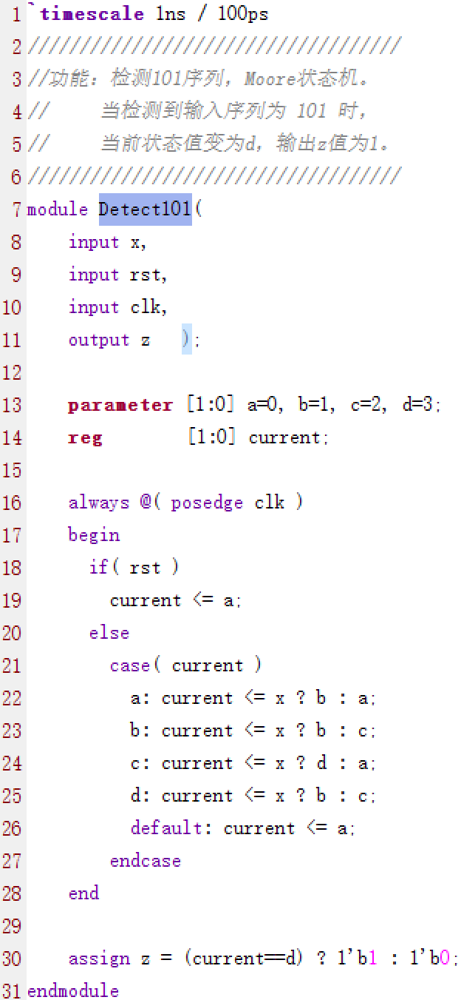 1 `timescale 1ns / 100ps
2 ////////////////////////////////////
3 //功能：检测101序列，Moore状态机。
4 //     当检测到输入序列为 101 时，
5 //     当前状态值变为d，输出z值为1。
6 ////////////////////////////////////
7 module Detect101(
8     input x,
9     input rst,
10     input clk,
11     output z   );
12
13     parameter [1:0] a=0, b=1, c=2, d=3;
14     reg       [1:0] current;
15
16     always @( posedge clk )
17     begin
18       if( rst )
19         current <= a;
20       else
21         case( current )
22           a: current <= x ? b : a;
23           b: current <= x ? b : c;
24           c: current <= x ? d : a;
25           d: current <= x ? b : c;
26           default: current <= a;
27         endcase
28     end
29
30     assign z = (current==d) ? 1'b1 : 1'b0;
31 endmodule